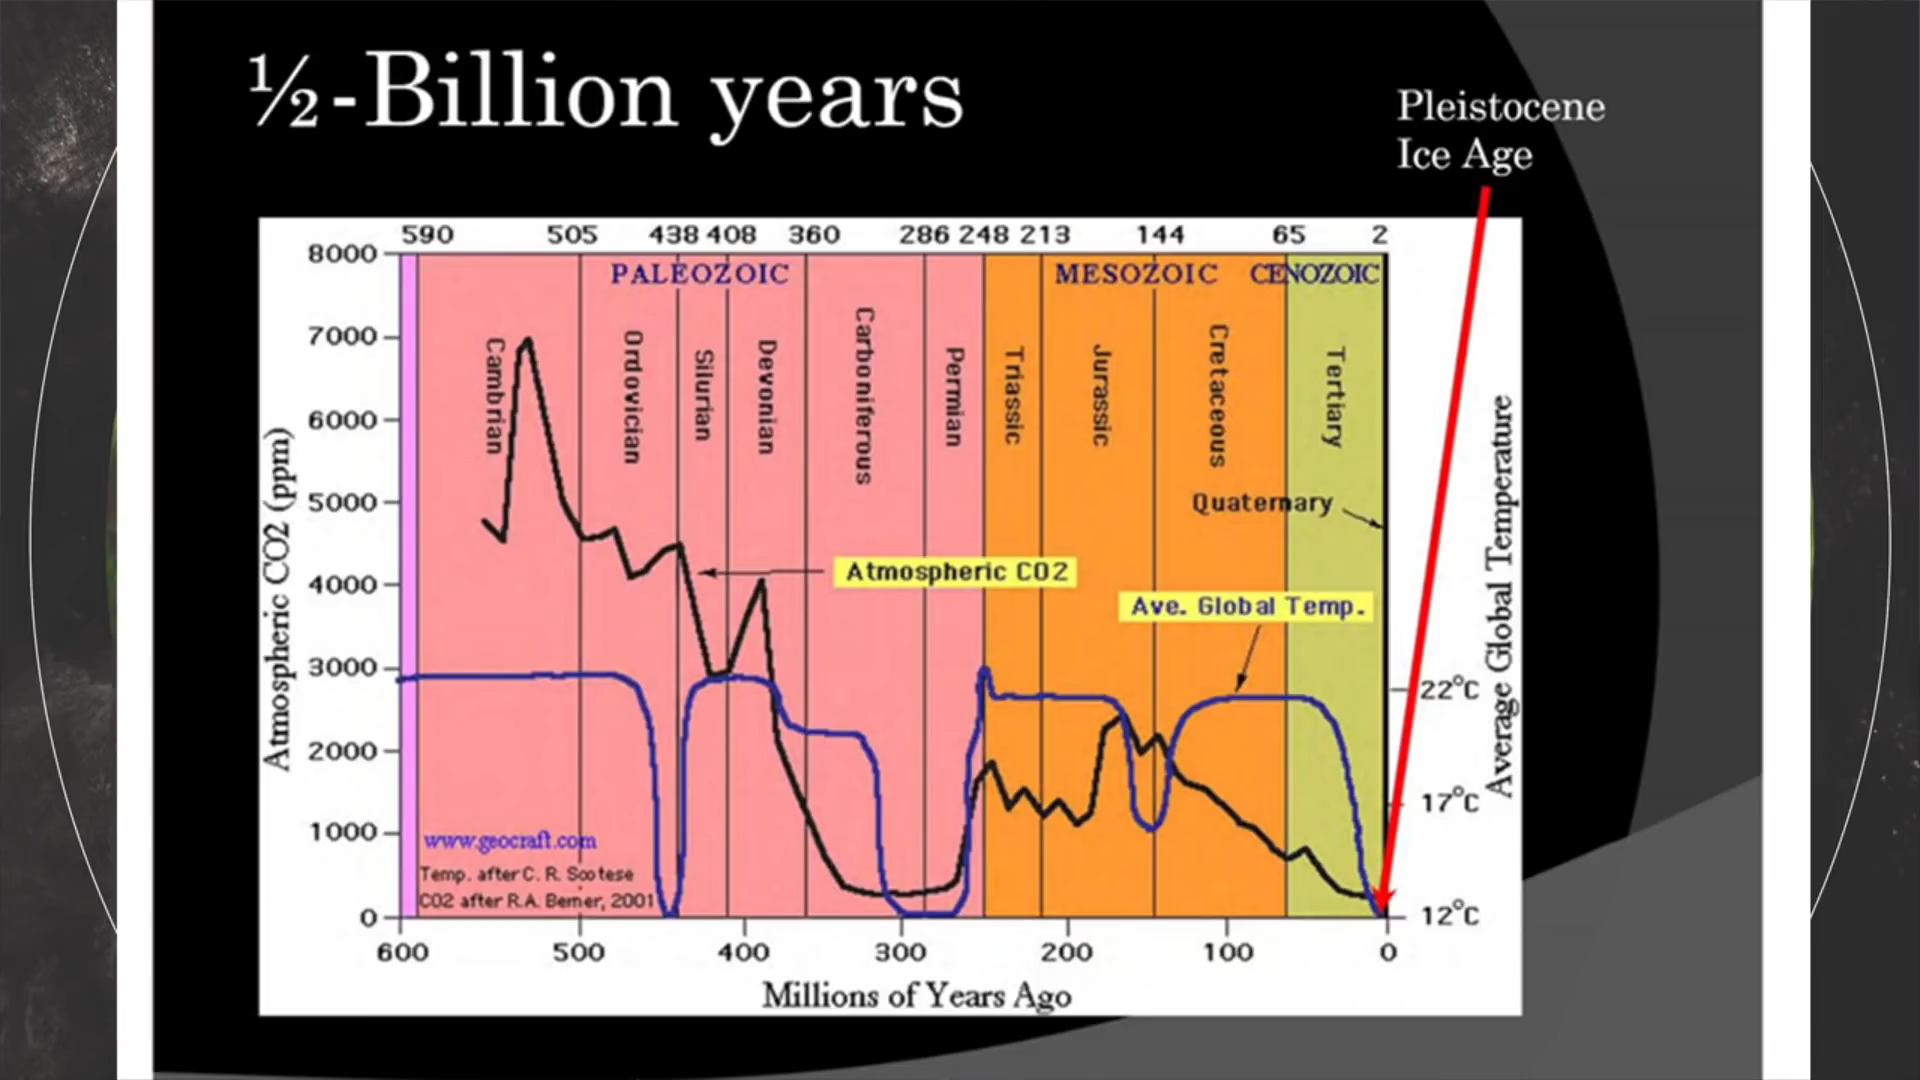 ½-Billion years
Pleistocene
Ice Age
590 505 438 408 360 286 248 213 144 65 2
PALEOZOIC MESOZOIC CENOZOIC
Cambrian
Ordovician
Silurian
Devonian
Carboniferous
Permian
Triassic
Jurassic
Cretaceous
Tertiary
Quaternary
Atmospheric CO2
Ave. Global Temp.
8000
7000
6000
5000
4000
3000
2000
1000
0
Atmospheric CO2 (ppm)
22°C
17°C
12°C
Average Global Temperature
www.geocraft.com
Temp. after C. R. Scotese
CO2 after R.A. Berner, 2001
600 500 400 300 200 100 0
Millions of Years Ago